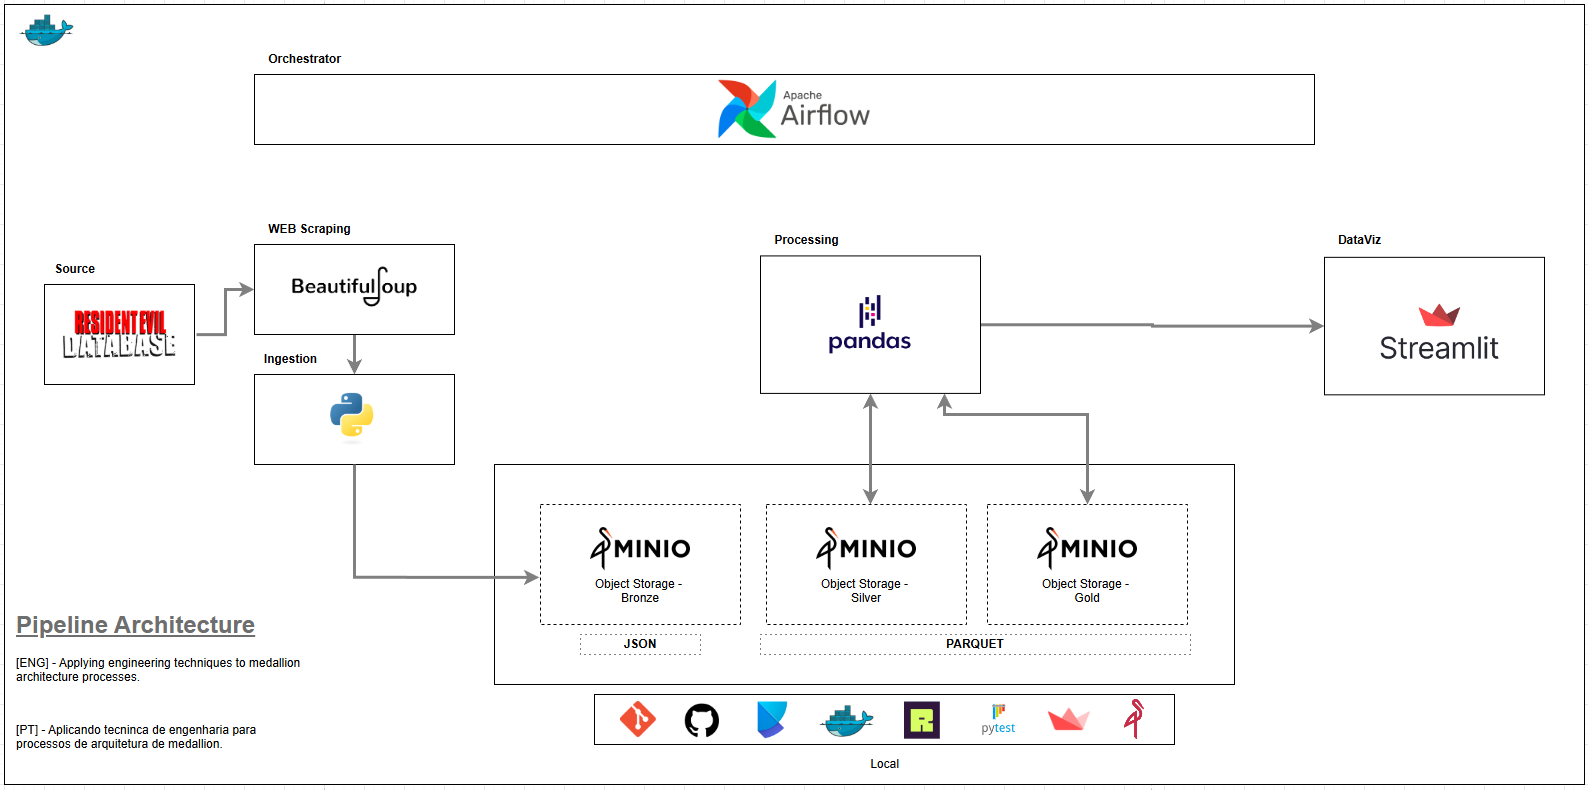 Orchestrator
Apache
Airflow
WEB Scraping
BeautifulSoup
Source
RESIDENT EVIL
DATABASE
Ingestion
Processing
pandas
DataViz
Streamlit
MINIO
Object Storage -
Bronze
MINIO
Object Storage -
Silver
MINIO
Object Storage -
Gold
JSON
PARQUET
Pipeline Architecture
[ENG] - Applying engineering techniques to medallion
architecture processes.
[PT] - Aplicando tecninca de engenharia para
processos de arquitetura de medallion.
R
pytest
Local